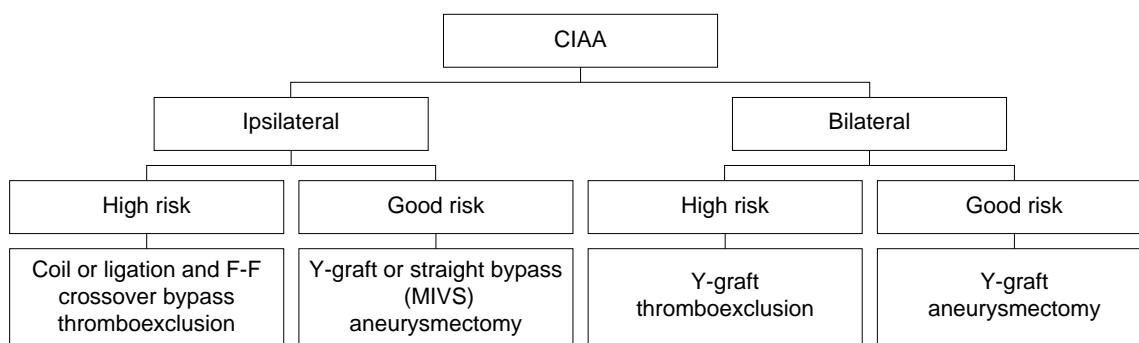 CIAA
Ipsilateral
Bilateral
High risk
Good risk
High risk
Good risk
Coil or ligation and F-F
crossover bypass
thromboexclusion
Y-graft or straight bypass
(MIVS)
aneurysmectomy
Y-graft
thromboexclusion
Y-graft
aneurysmectomy